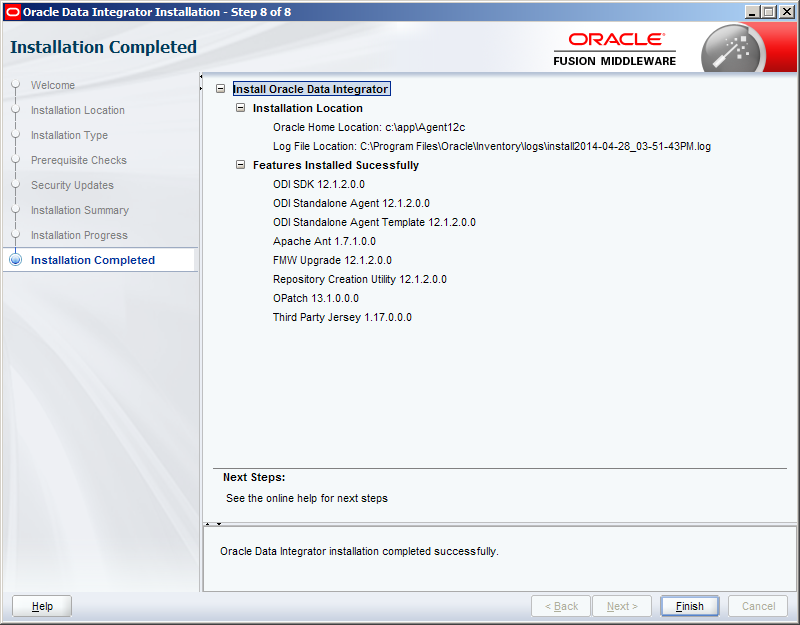 Oracle Data Integrator Installation - Step 8 of 8
Installation Completed
ORACLE
FUSION MIDDLEWARE
Welcome
Installation Location
Installation Type
Prerequisite Checks
Security Updates
Installation Summary
Installation Progress
Installation Completed
Install Oracle Data Integrator
Installation Location
Oracle Home Location: c:\app\Agent12c
Log File Location: C:\Program Files\Oracle\Inventory\logs\install2014-04-28_03-51-43PM.log
Features Installed Sucessfully
ODI SDK 12.1.2.0.0
ODI Standalone Agent 12.1.2.0.0
ODI Standalone Agent Template 12.1.2.0.0
Apache Ant 1.7.1.0.0
FMW Upgrade 12.1.2.0.0
Repository Creation Utility 12.1.2.0.0
OPatch 13.1.0.0.0
Third Party Jersey 1.17.0.0.0
Next Steps:
See the online help for next steps
Oracle Data Integrator installation completed successfully.
Help
< Back
Next >
Finish
Cancel